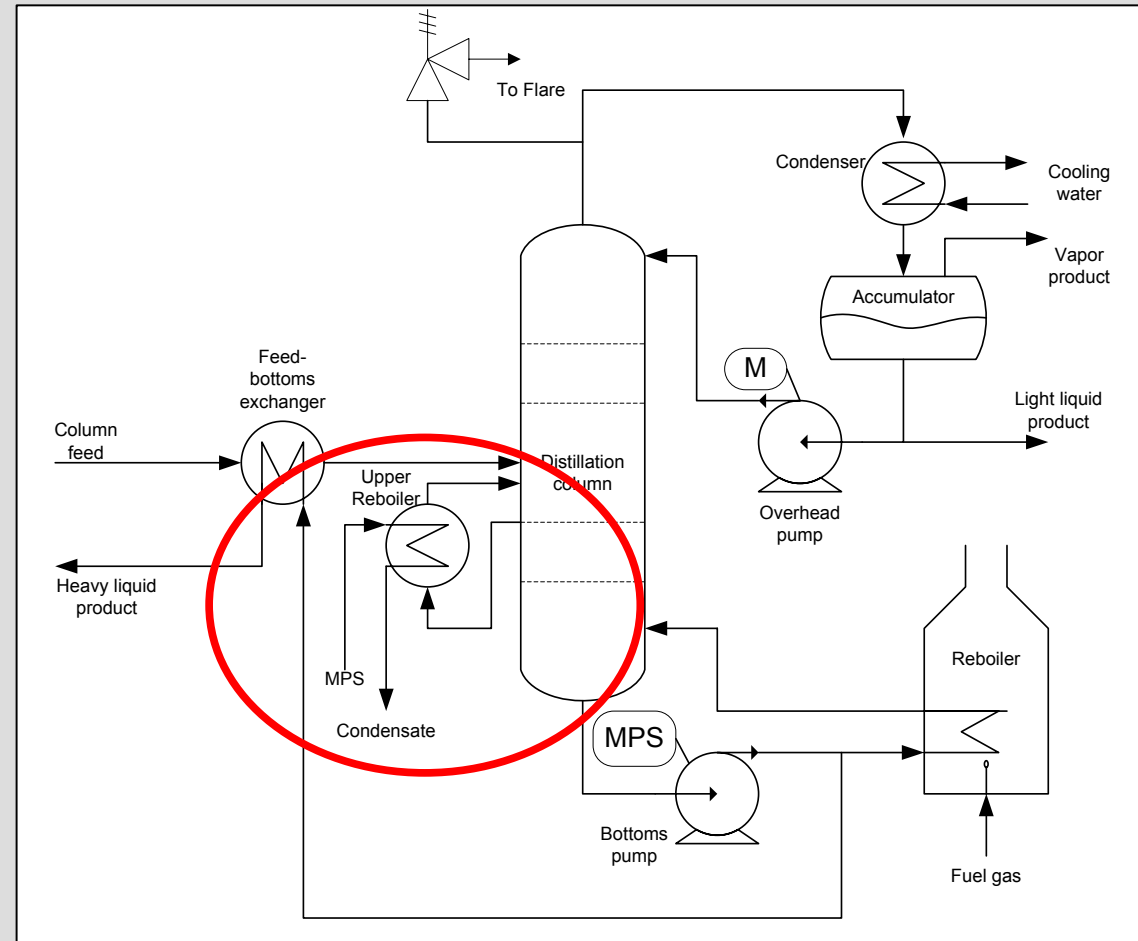 To Flare
Condenser
Cooling
water
Vapor
product
Accumulator
Feed-
bottoms
exchanger
M
Light liquid
product
Column
feed
Distillation
column
Upper
Reboiler
Overhead
pump
Heavy liquid
product
Reboiler
MPS
Condensate
MPS
Bottoms
pump
Fuel gas